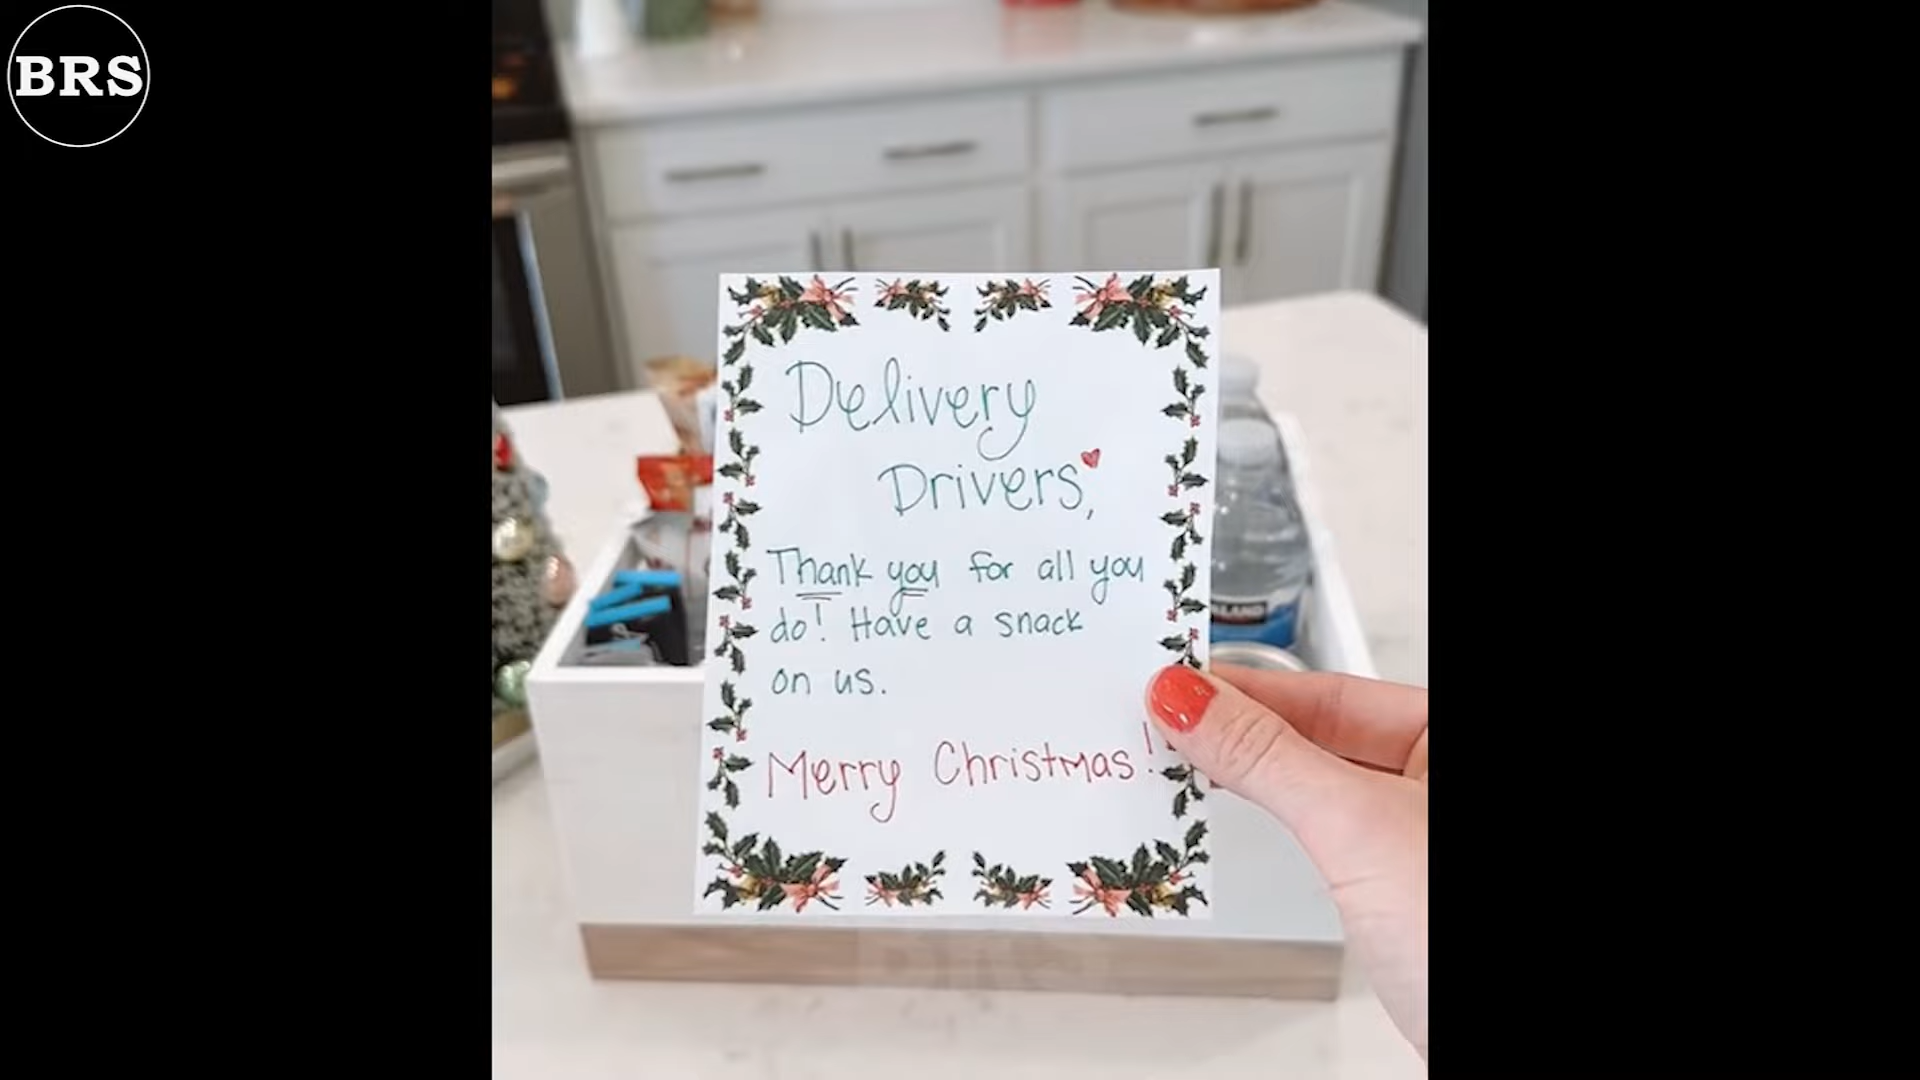 BRS
Delivery
Drivers,
Thank you for all you
do! Have a snack
on us.
Merry Christmas!